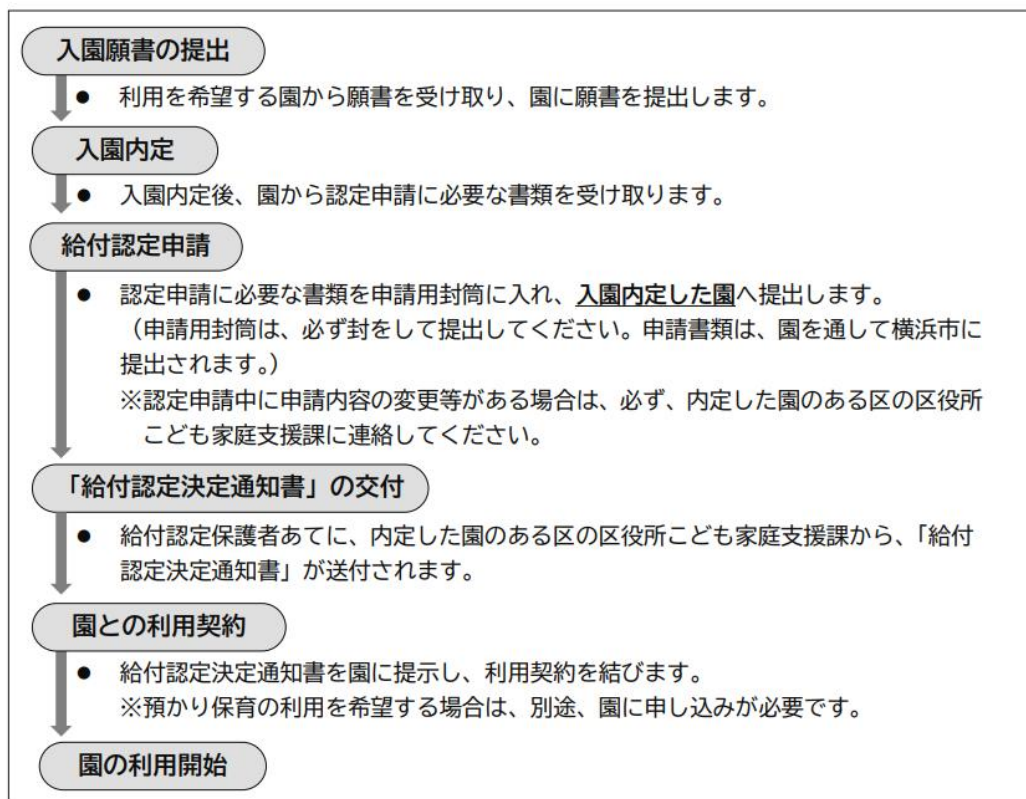 入園願書の提出
● 利用を希望する園から願書を受け取り、園に願書を提出します。
入園内定
● 入園内定後、園から認定申請に必要な書類を受け取ります。
給付認定申請
● 認定申請に必要な書類を申請用封筒に入れ、入園内定した園へ提出します。
（申請用封筒は、必ず封をして提出してください。申請書類は、園を通して横浜市に
提出されます。）
※認定申請中に申請内容の変更等がある場合は、必ず、内定した園のある区の区役所
こども家庭支援課に連絡してください。
「給付認定決定通知書」の交付
● 給付認定保護者あてに、内定した園のある区の区役所こども家庭支援課から、「給付
認定決定通知書」が送付されます。
園との利用契約
● 給付認定決定通知書を園に提示し、利用契約を結びます。
※預かり保育の利用を希望する場合は、別途、園に申し込みが必要です。
園の利用開始